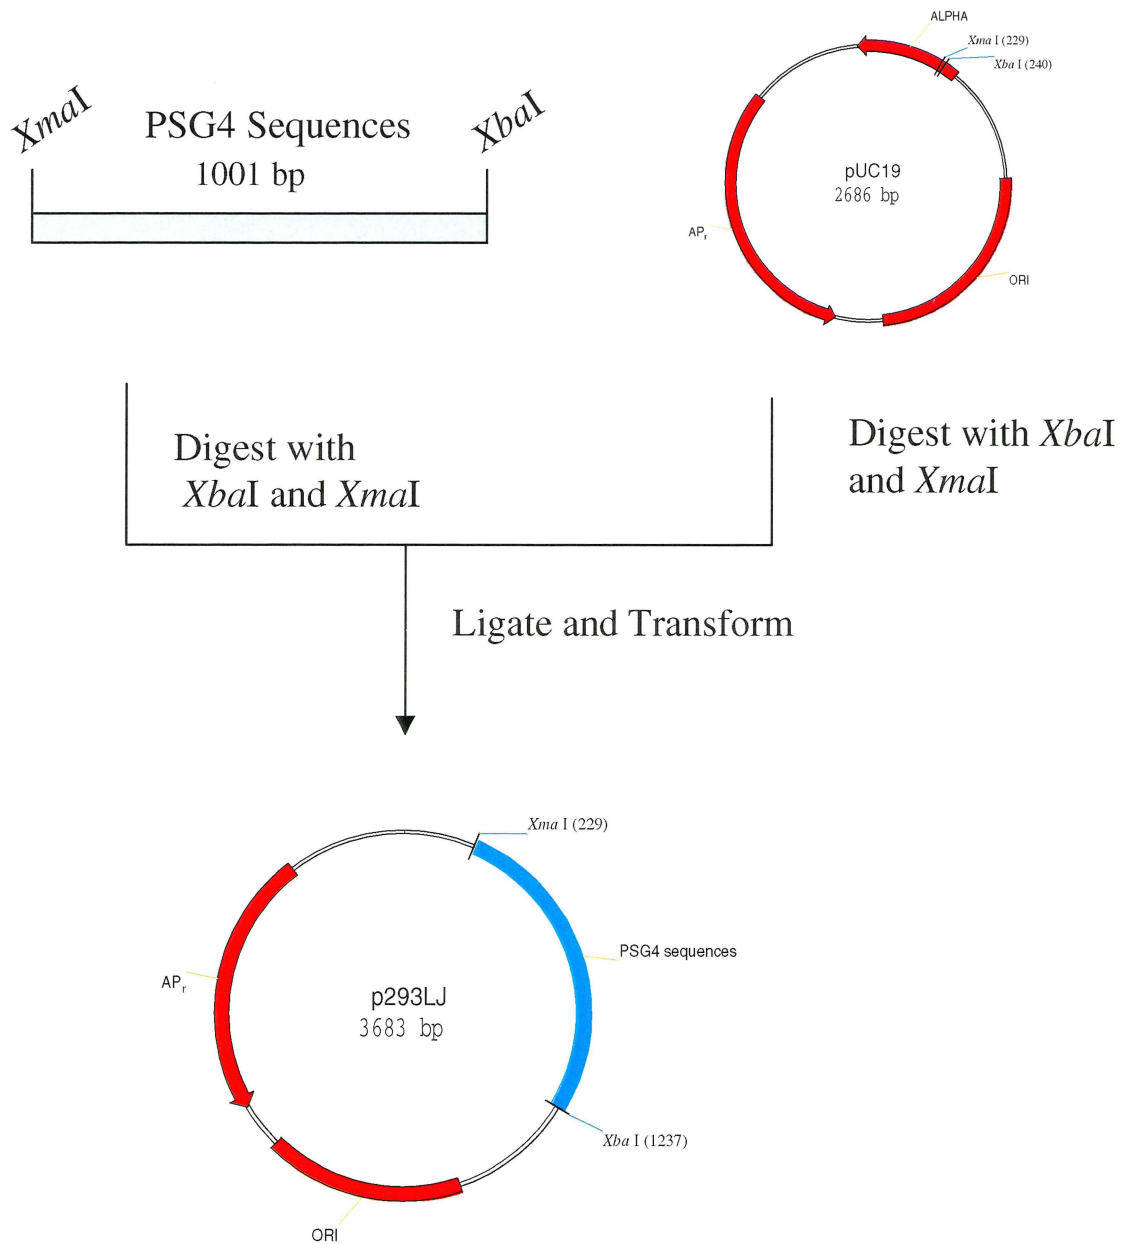 XmaI
PSG4 Sequences
1001 bp
XbaI
ALPHA
Xma I (229)
Xba I (240)
pUC19
2686 bp
APr
ORI
Digest with
XbaI and XmaI
Digest with XbaI
and XmaI
Ligate and Transform
Xma I (229)
PSG4 sequences
APr
p293LJ
3683 bp
Xba I (1237)
ORI